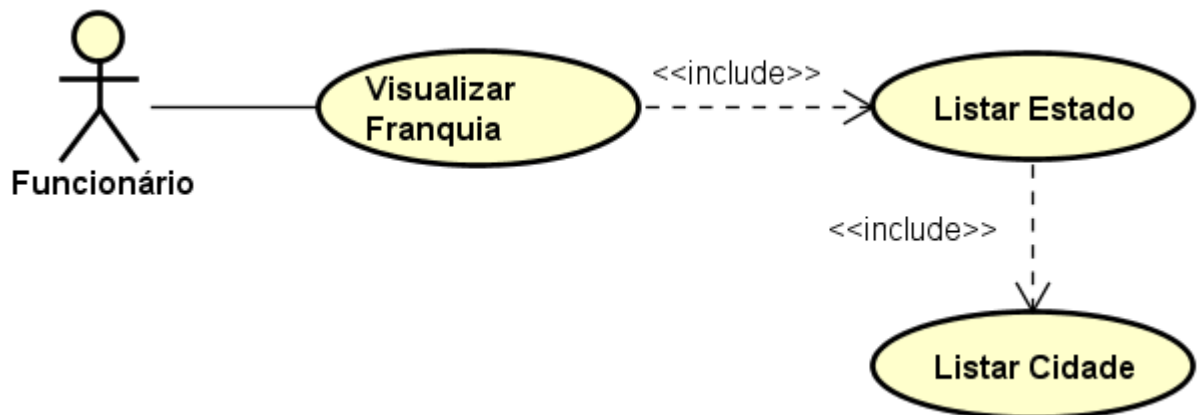 Funcionário
Visualizar
Franquia
<<include>>
Listar Estado
<<include>>
Listar Cidade